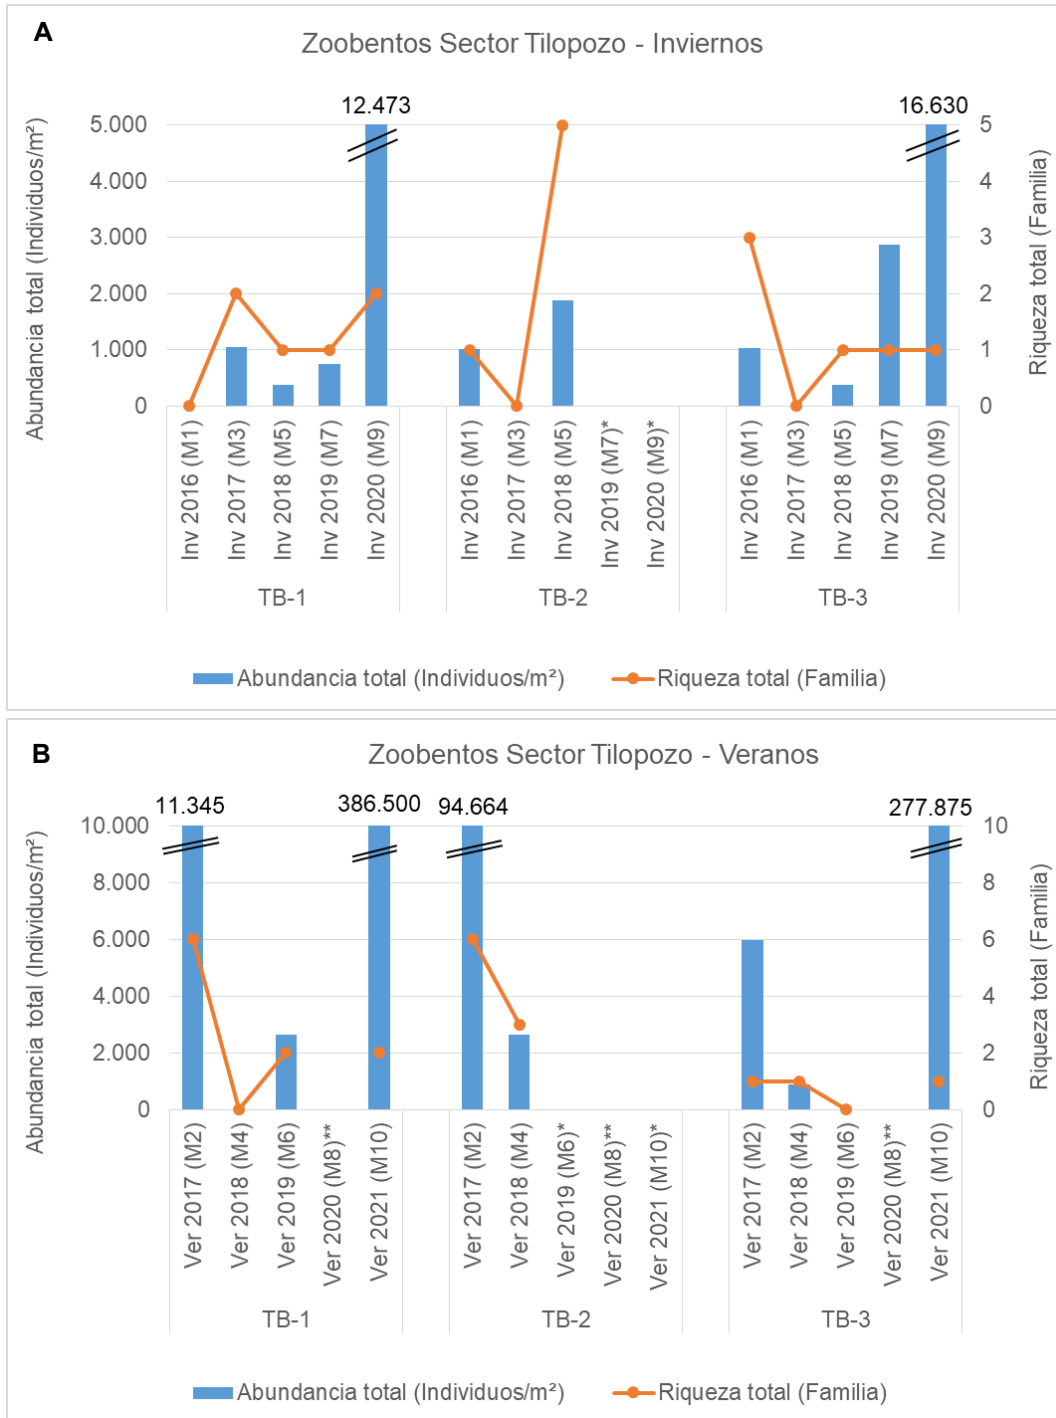 A
Zoobentos Sector Tilopozo - Inviernos
12.473
16.630
Abundancia total (Individuos/m²)
5.000
4.000
3.000
2.000
1.000
0
5
4
3
2
1
0
Riqueza total (Familia)
Inv 2016 (M1)
Inv 2017 (M3)
Inv 2018 (M5)
Inv 2019 (M7)
Inv 2020 (M9)
Inv 2016 (M1)
Inv 2017 (M3)
Inv 2018 (M5)
Inv 2019 (M7)*
Inv 2020 (M9)*
Inv 2016 (M1)
Inv 2017 (M3)
Inv 2018 (M5)
Inv 2019 (M7)
Inv 2020 (M9)
TB-1
TB-2
TB-3
Abundancia total (Individuos/m²)
Riqueza total (Familia)
B
Zoobentos Sector Tilopozo - Veranos
11.345
386.500
94.664
277.875
Abundancia total (Individuos/m²)
10.000
8.000
6.000
4.000
2.000
0
10
8
6
4
2
0
Riqueza total (Familia)
Ver 2017 (M2)
Ver 2018 (M4)
Ver 2019 (M6)
Ver 2020 (M8)**
Ver 2021 (M10)
Ver 2017 (M2)
Ver 2018 (M4)
Ver 2019 (M6)*
Ver 2020 (M8)**
Ver 2021 (M10)*
Ver 2017 (M2)
Ver 2018 (M4)
Ver 2019 (M6)
Ver 2020 (M8)**
Ver 2021 (M10)
TB-1
TB-2
TB-3
Abundancia total (Individuos/m²)
Riqueza total (Familia)